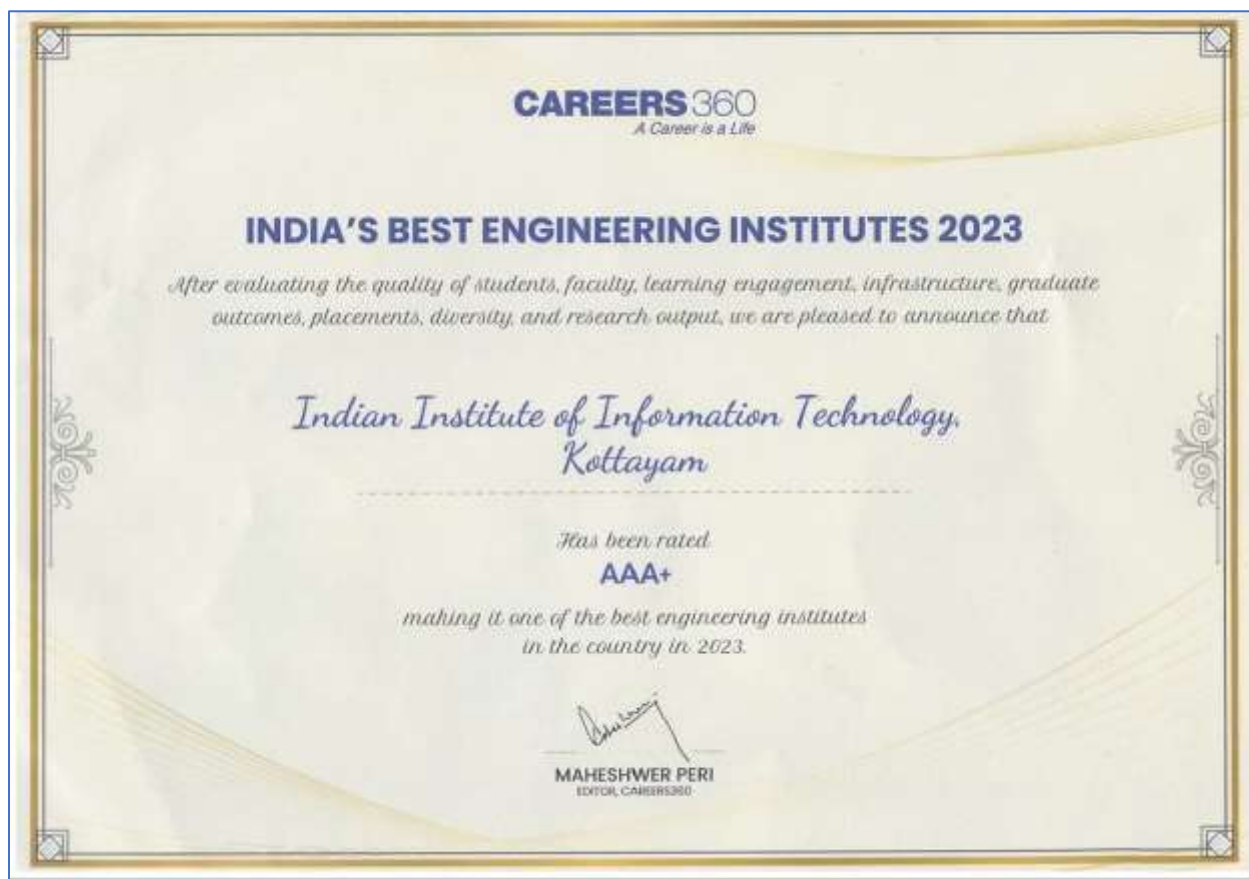 CAREERS360
A Career is a Life
INDIA'S BEST ENGINEERING INSTITUTES 2023
After evaluating the quality of students, faculty, learning engagement, infrastructure, graduate
outcomes, placements, diversity, and research output, we are pleased to announce that
Indian Institute of Information Technology,
Kottayam
Has been rated
AAA+
making it one of the best engineering institutes
in the country in 2023.
MAHESHWER PERI
EDITOR, CAREERS360